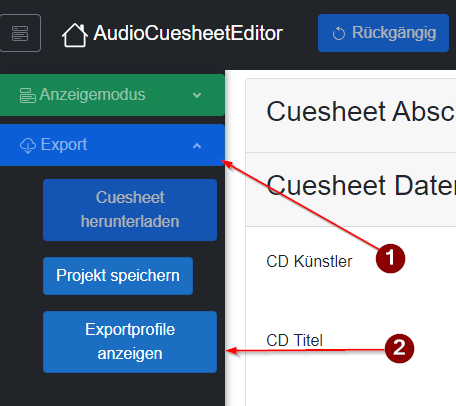 AudioCuesheetEditor
Rückgängig
Anzeigemodus
Export
Cuesheet
herunterladen
Projekt speichern
Exportprofile
anzeigen
Cuesheet Absc
Cuesheet Daten
CD Künstler
1
CD Titel
2